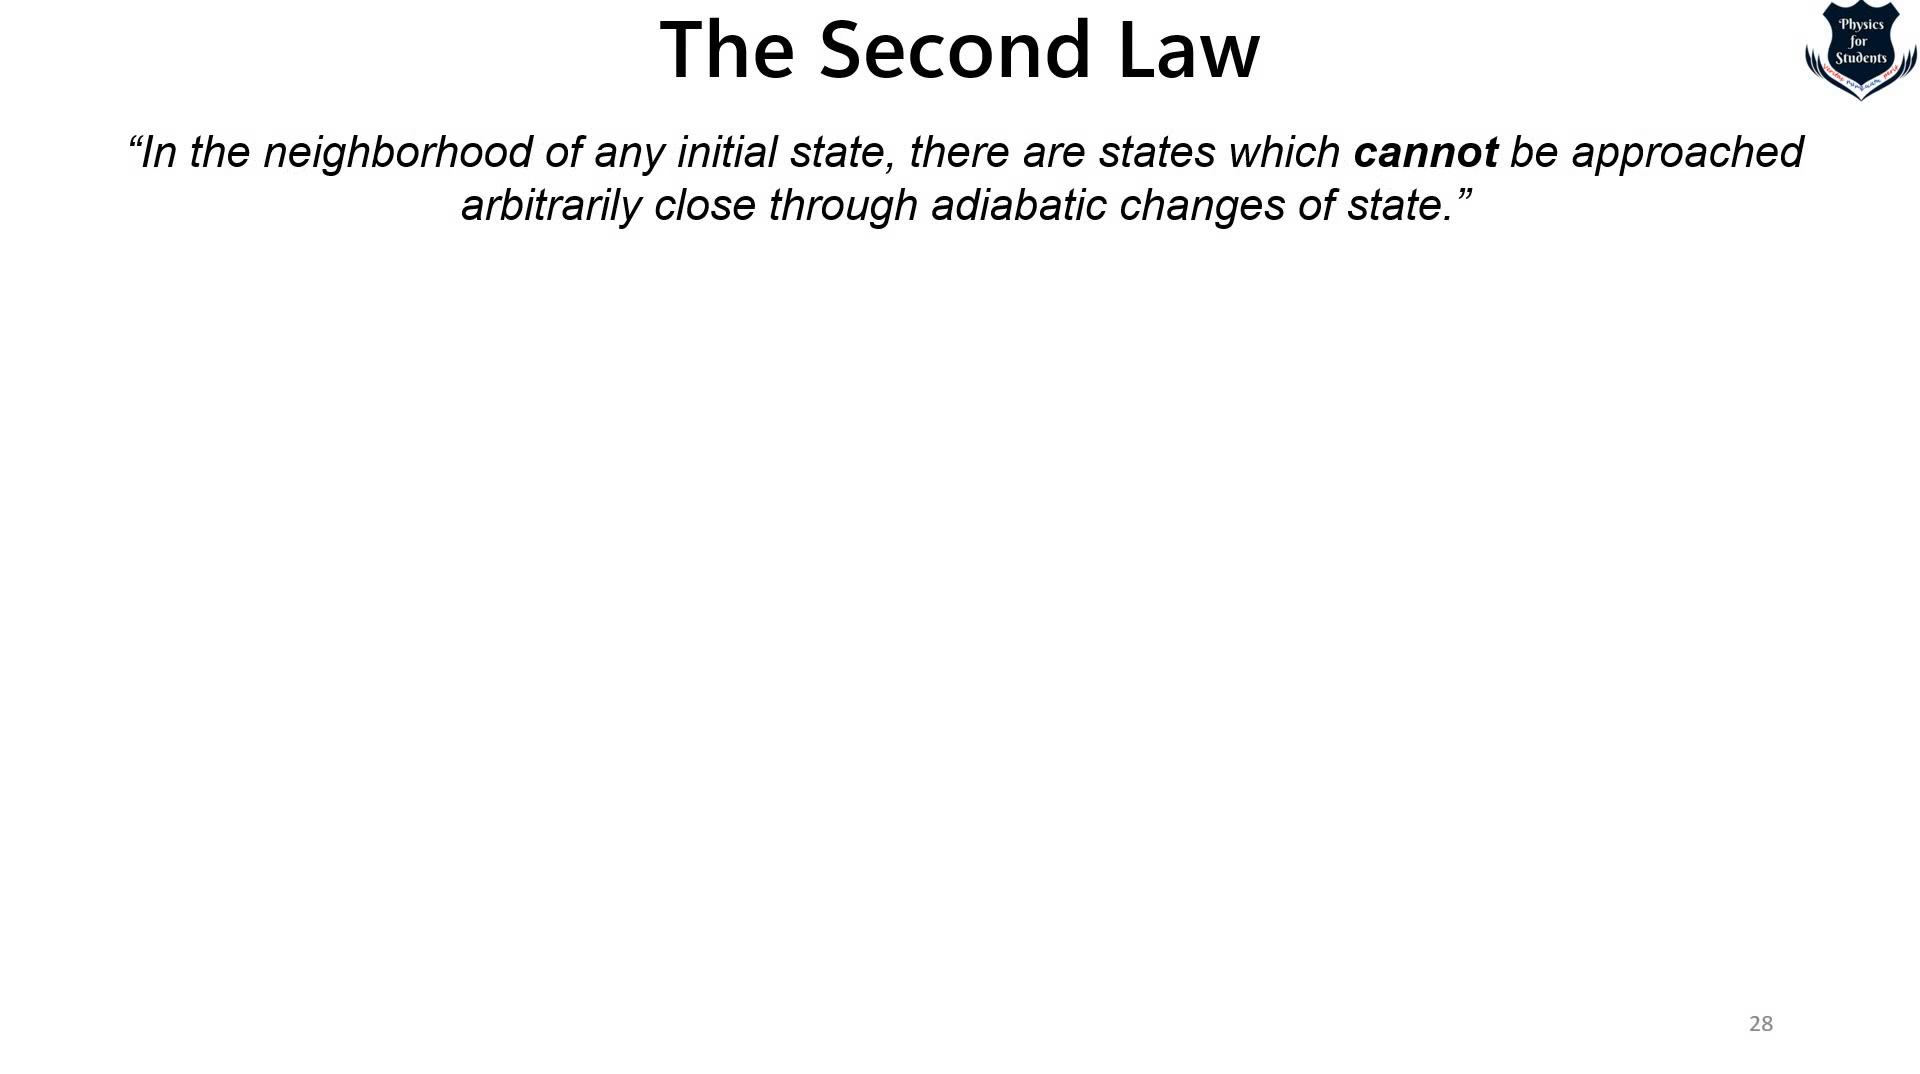 The Second Law
Physics
for
Students
“In the neighborhood of any initial state, there are states which cannot be approached
arbitrarily close through adiabatic changes of state.”
28